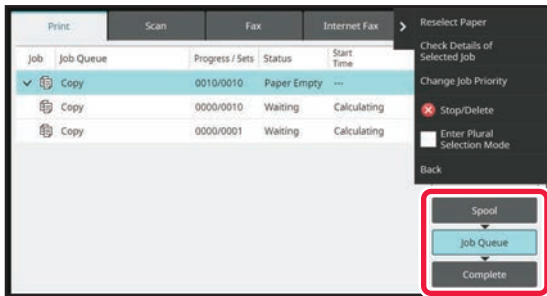 Print Scan Fax Internet Fax
Job Job Queue Progress / Sets Status Start Time
Copy 0010/0010 Paper Empty ---
Copy 0000/0010 Waiting Calculating
Copy 0000/0001 Waiting Calculating
Reselect Paper
Check Details of
Selected Job
Change Job Priority
Stop/Delete
Enter Plural
Selection Mode
Back
Spool
Job Queue
Complete